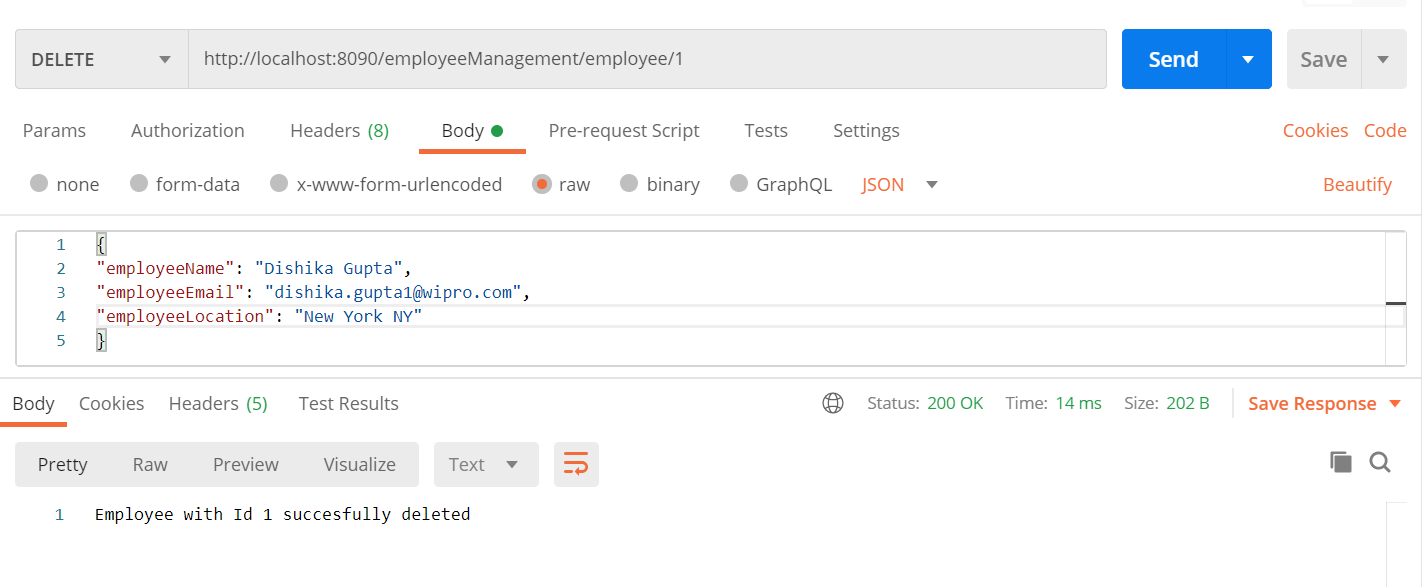 DELETE http://localhost:8090/employeeManagement/employee/1 Send Save
Params Authorization Headers (8) Body Pre-request Script Tests Settings Cookies Code
none form-data x-www-form-urlencoded raw binary GraphQL JSON Beautify
1 {
2 "employeeName": "Dishika Gupta",
3 "employeeEmail": "dishika.gupta1@wipro.com",
4 "employeeLocation": "New York NY"
5 }
Body Cookies Headers (5) Test Results Status: 200 OK Time: 14 ms Size: 202 B Save Response
Pretty Raw Preview Visualize Text
1 Employee with Id 1 succesfully deleted